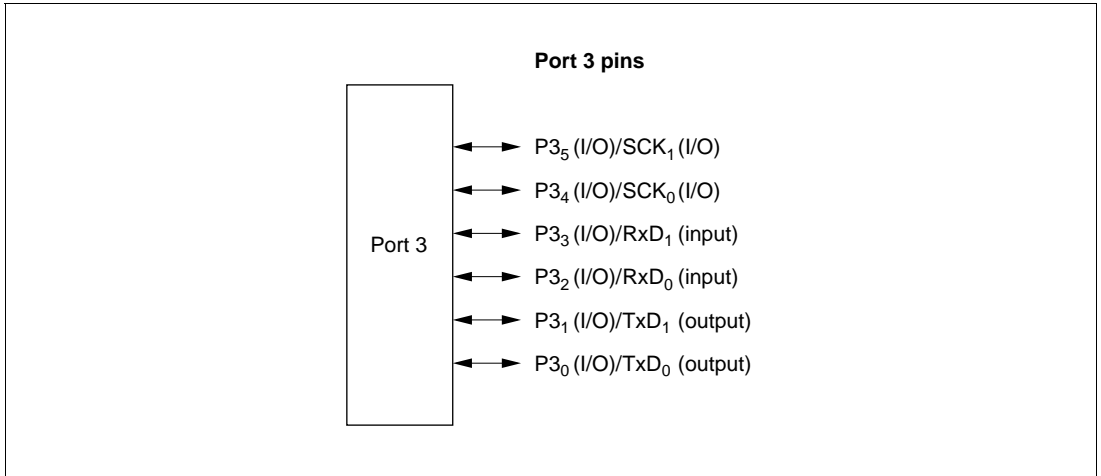 Port 3 pins
P3₅ (I/O)/SCK₁ (I/O)
P3₄ (I/O)/SCK₀ (I/O)
Port 3
P3₃ (I/O)/RxD₁ (input)
P3₂ (I/O)/RxD₀ (input)
P3₁ (I/O)/TxD₁ (output)
P3₀ (I/O)/TxD₀ (output)